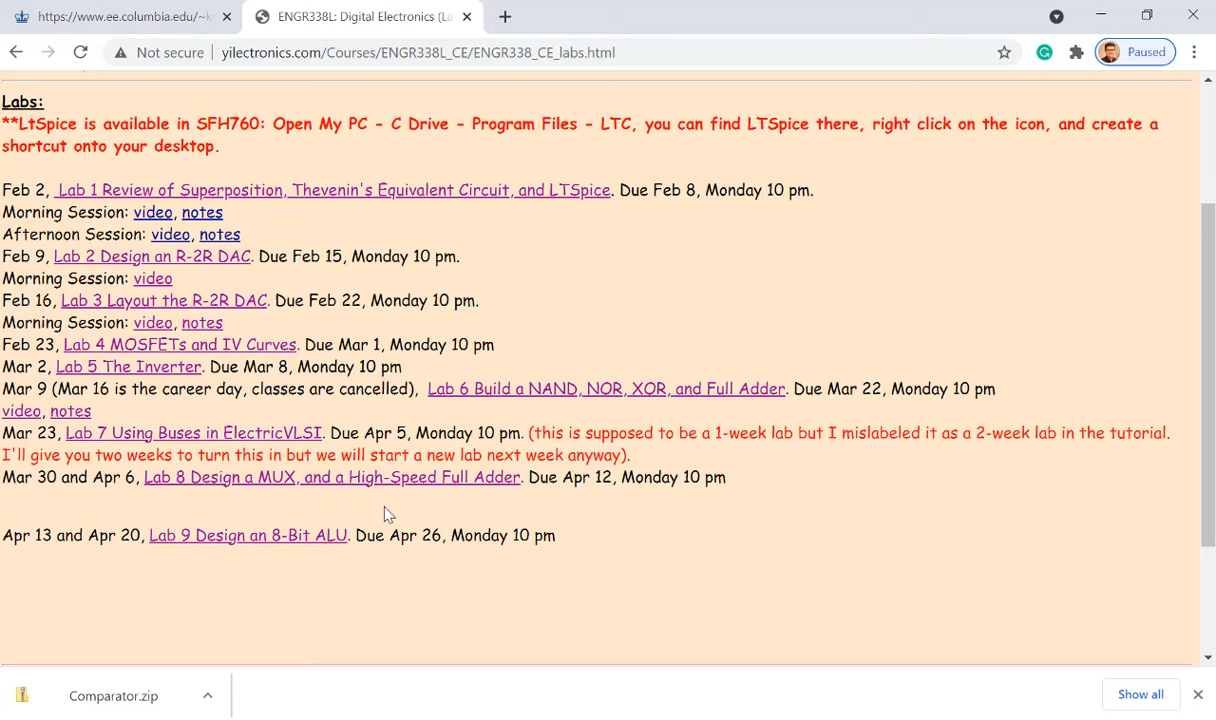 https://www.ee.columbia.edu/~k
ENGR338L: Digital Electronics (La
Not secure | yilectronics.com/Courses/ENGR338L_CE/ENGR338_CE_labs.html
Paused
Labs:
**LtSpice is available in SFH760: Open My PC - C Drive - Program Files - LTC, you can find LTSpice there, right click on the icon, and create a
shortcut onto your desktop.
Feb 2, Lab 1 Review of Superposition, Thevenin's Equivalent Circuit, and LTSpice. Due Feb 8, Monday 10 pm.
Morning Session: video, notes
Afternoon Session: video, notes
Feb 9, Lab 2 Design an R-2R DAC. Due Feb 15, Monday 10 pm.
Morning Session: video
Feb 16, Lab 3 Layout the R-2R DAC. Due Feb 22, Monday 10 pm.
Morning Session: video, notes
Feb 23, Lab 4 MOSFETs and IV Curves. Due Mar 1, Monday 10 pm
Mar 2, Lab 5 The Inverter. Due Mar 8, Monday 10 pm
Mar 9 (Mar 16 is the career day, classes are cancelled), Lab 6 Build a NAND, NOR, XOR, and Full Adder. Due Mar 22, Monday 10 pm
video, notes
Mar 23, Lab 7 Using Buses in ElectricVLSI. Due Apr 5, Monday 10 pm. (this is supposed to be a 1-week lab but I mislabeled it as a 2-week lab in the tutorial.
I'll give you two weeks to turn this in but we will start a new lab next week anyway).
Mar 30 and Apr 6, Lab 8 Design a MUX, and a High-Speed Full Adder. Due Apr 12, Monday 10 pm
Apr 13 and Apr 20, Lab 9 Design an 8-Bit ALU. Due Apr 26, Monday 10 pm
Comparator.zip
Show all